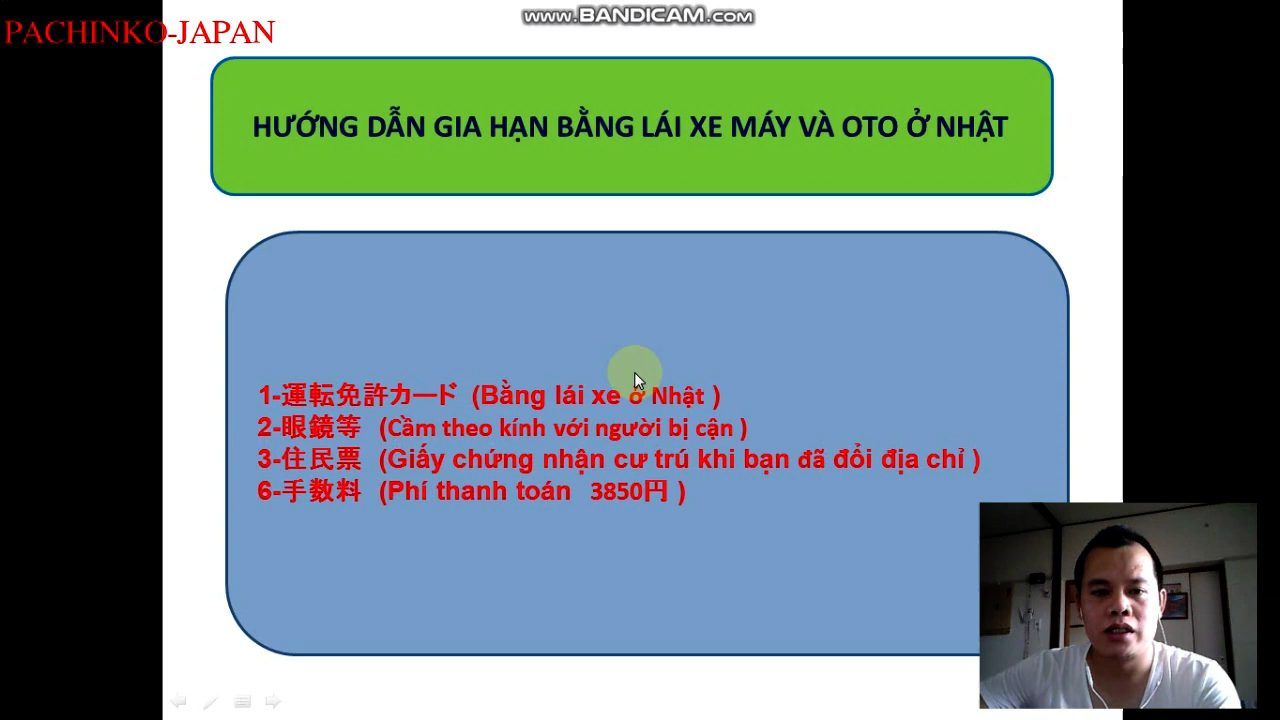 www.BANDICAM.com
PACHINKO-JAPAN
HƯỚNG DẪN GIA HẠN BẰNG LÁI XE MÁY VÀ OTO Ở NHẬT
1-運転免許カード (Bằng lái xe ở Nhật )
2-眼鏡等 (Cầm theo kính với người bị cận )
3-住民票 (Giấy chứng nhận cư trú khi bạn đã đổi địa chỉ )
6-手数料 (Phí thanh toán 3850円 )